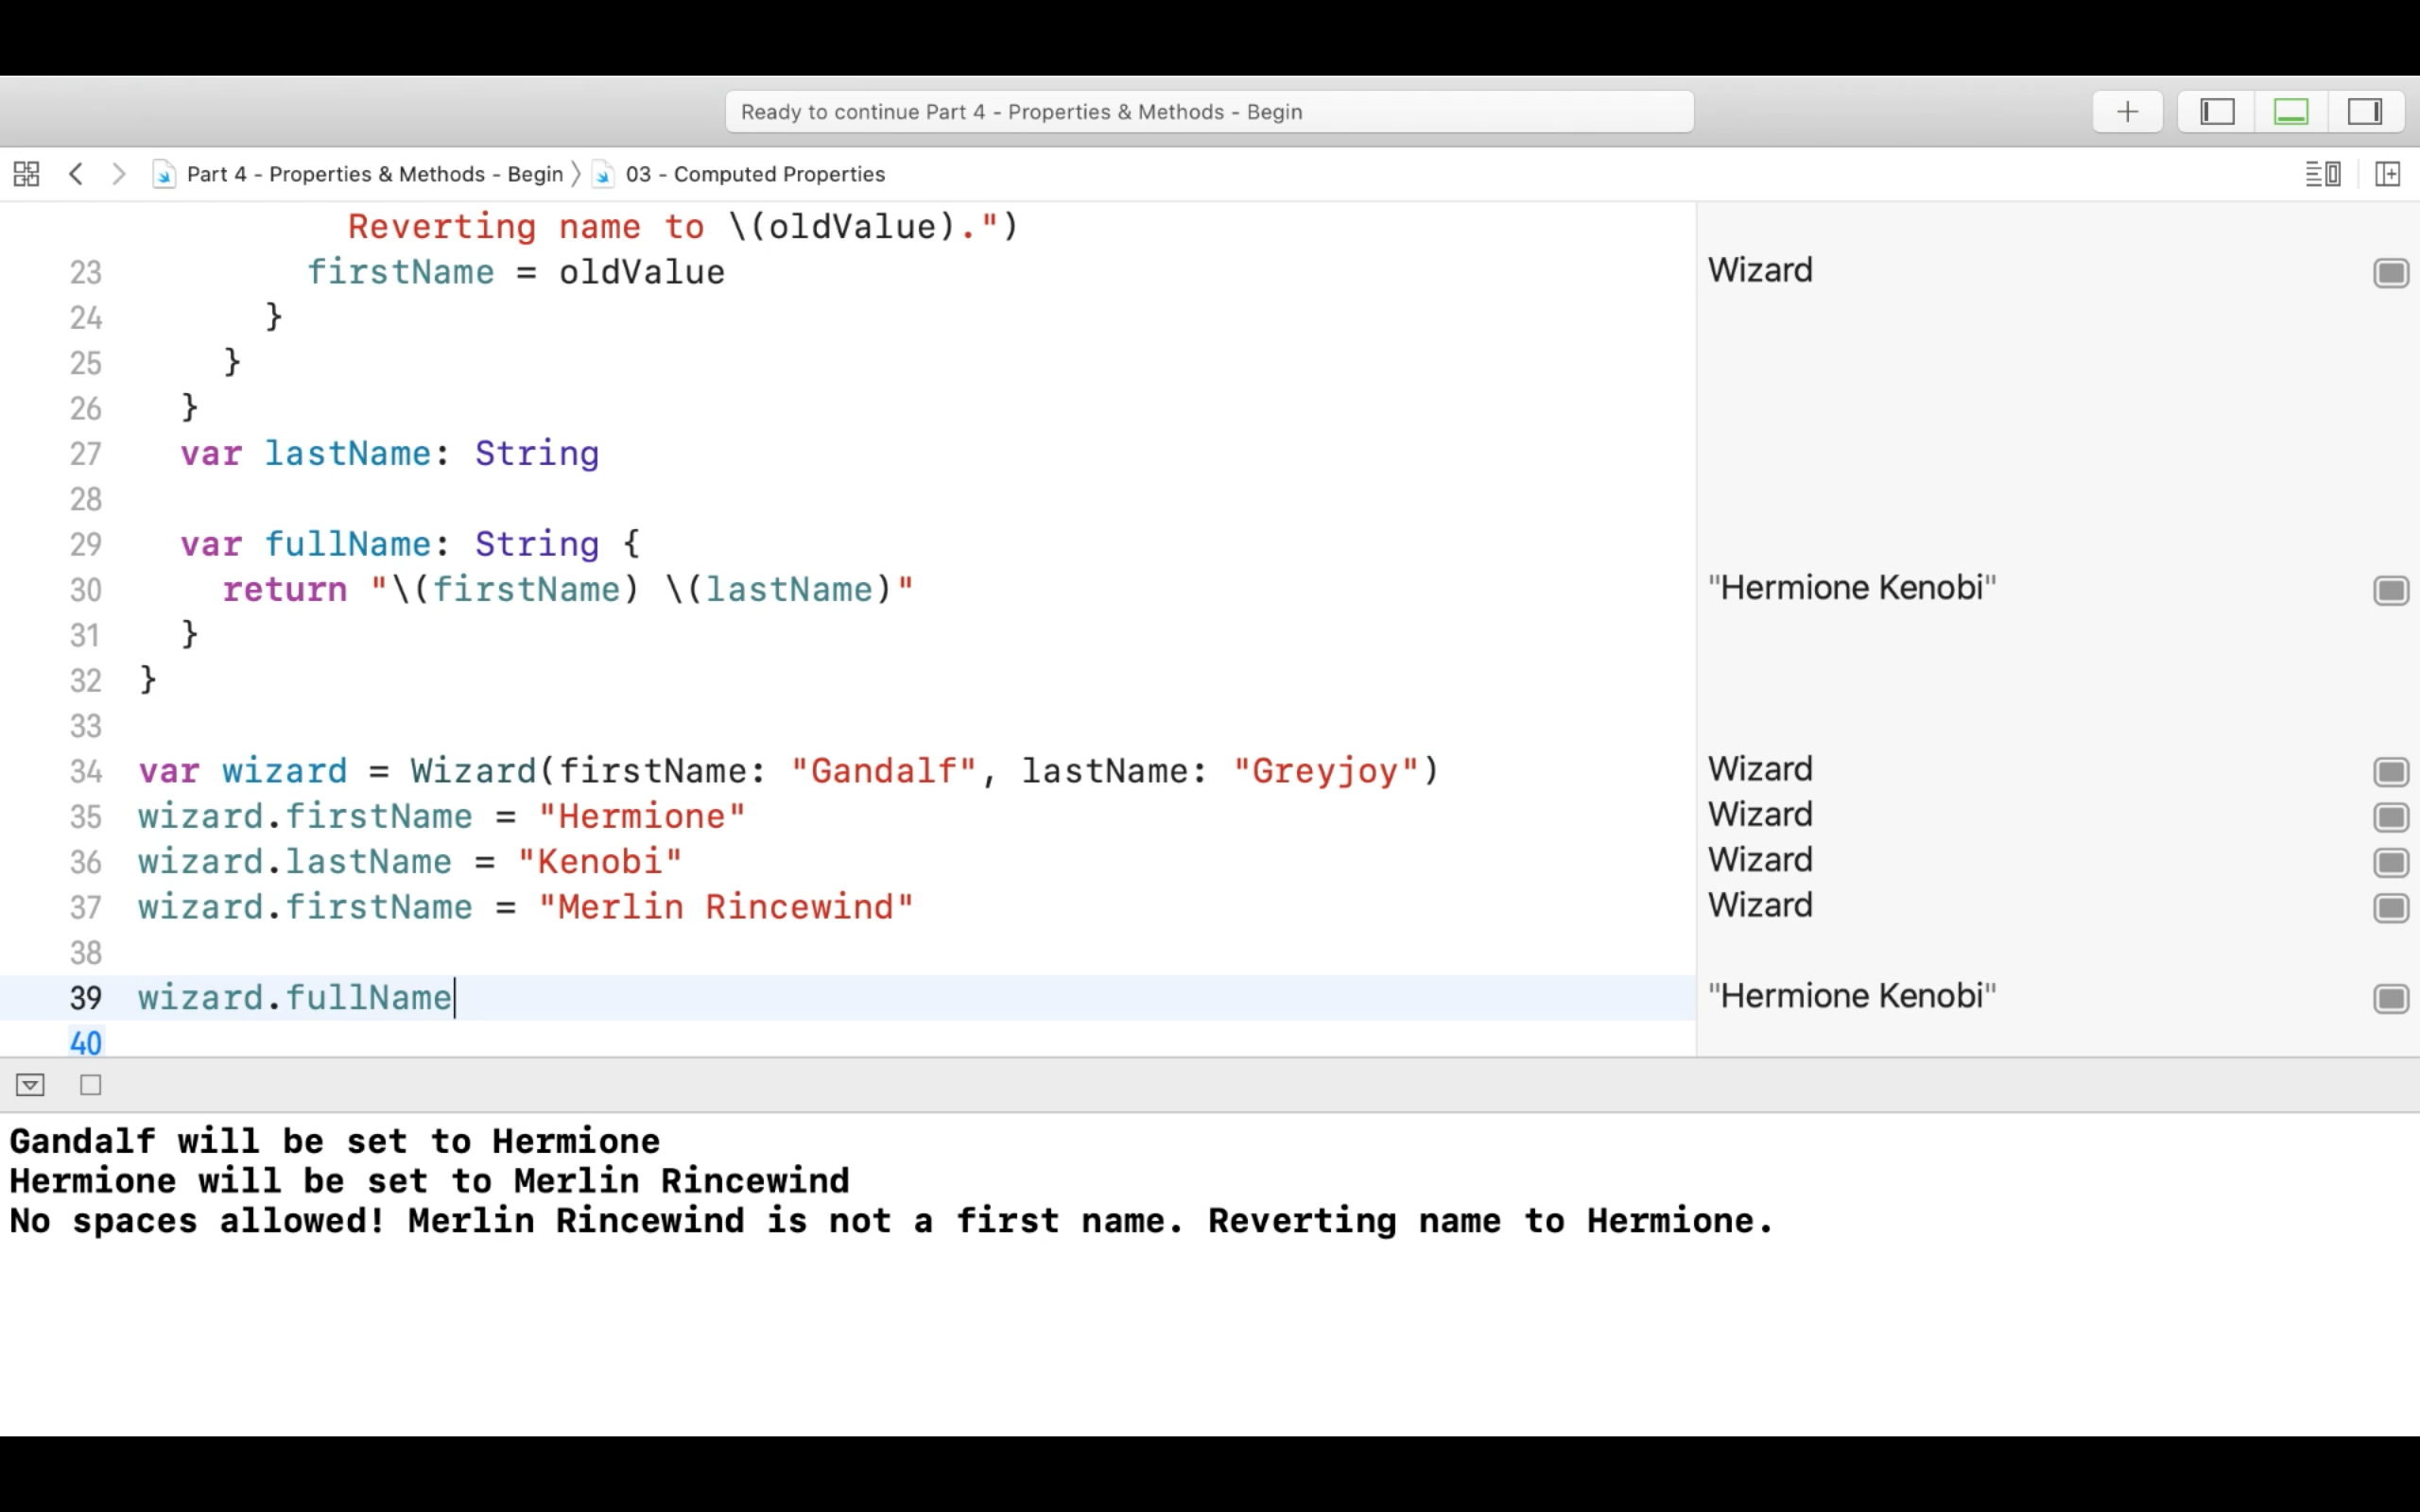 Ready to continue Part 4 - Properties & Methods - Begin
Part 4 - Properties & Methods - Begin 〉 03 - Computed Properties
Reverting name to \(oldValue).")
23 firstName = oldValue Wizard
24 }
25 }
26 }
27 var lastName: String
28
29 var fullName: String {
30 return "\(firstName) \(lastName)" "Hermione Kenobi"
31 }
32 }
33
34 var wizard = Wizard(firstName: "Gandalf", lastName: "Greyjoy") Wizard
35 wizard.firstName = "Hermione" Wizard
36 wizard.lastName = "Kenobi" Wizard
37 wizard.firstName = "Merlin Rincewind" Wizard
38
39 wizard.fullName "Hermione Kenobi"
40
Gandalf will be set to Hermione
Hermione will be set to Merlin Rincewind
No spaces allowed! Merlin Rincewind is not a first name. Reverting name to Hermione.